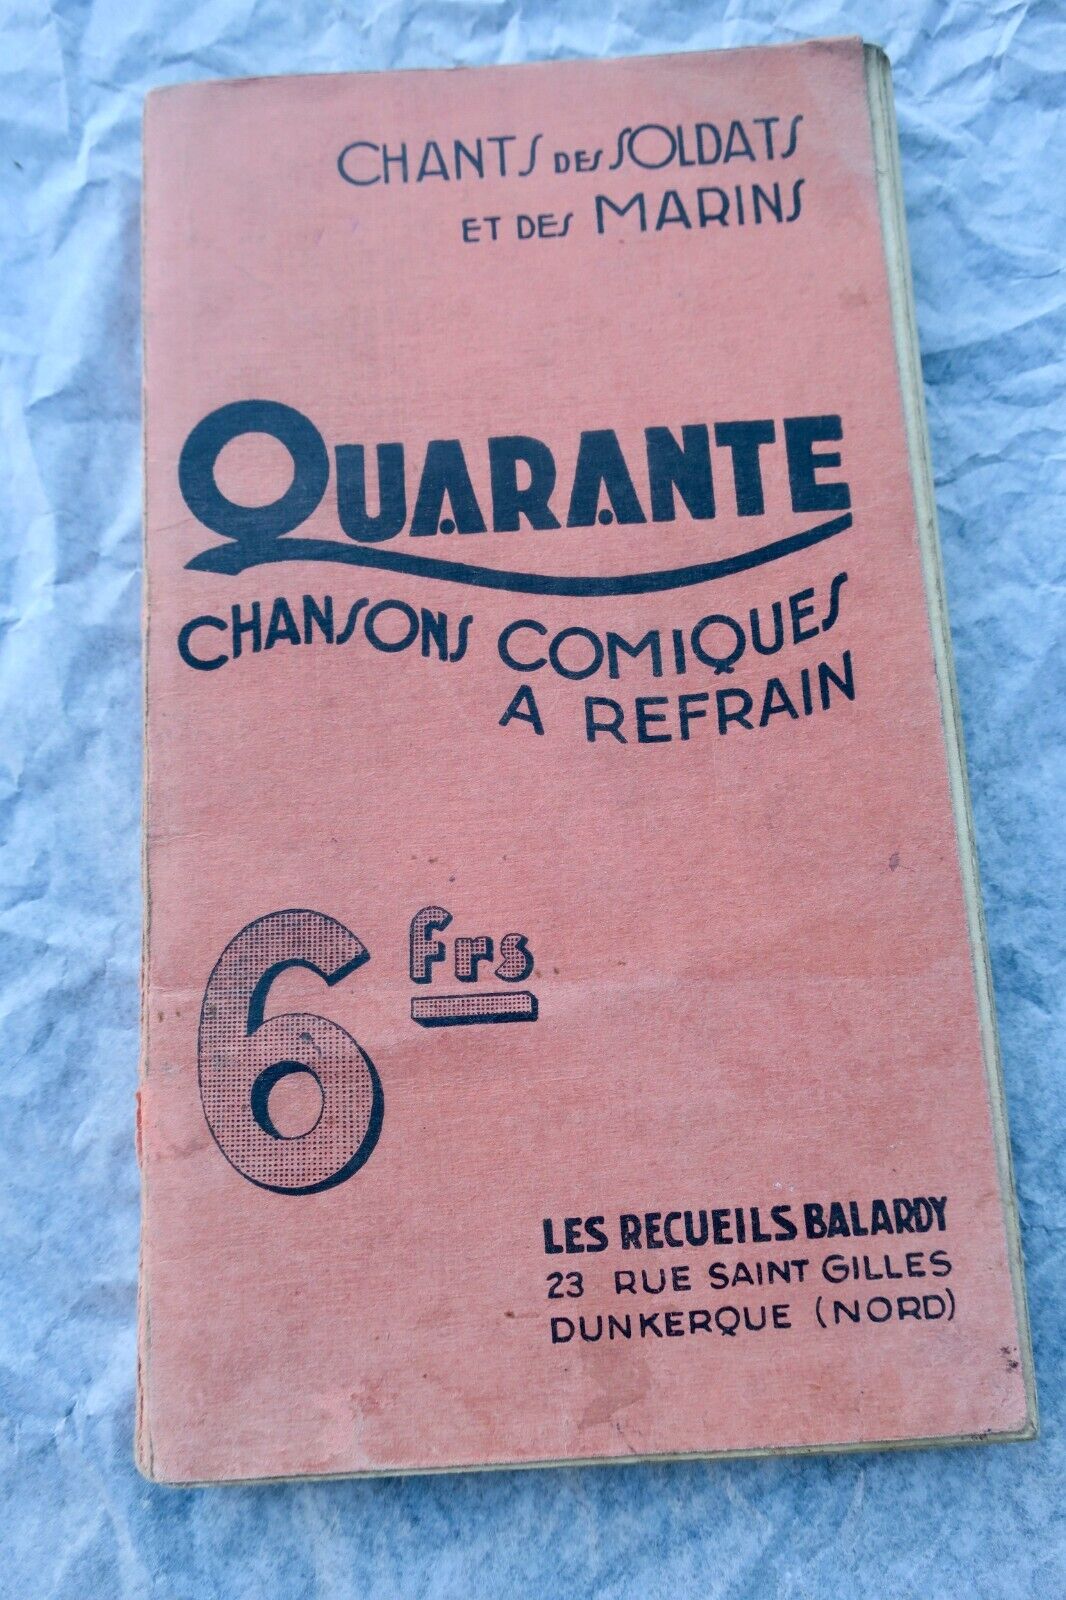 CHANTS DES SOLDATS
ET DES MARINS
QUARANTE
CHANSONS COMIQUES
A REFRAIN
6 frs
LES RECUEILS BALARDY
23 RUE SAINT GILLES
DUNKERQUE (NORD)